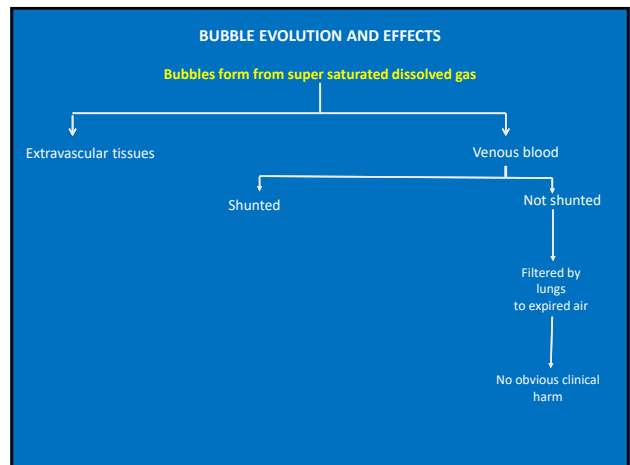 BUBBLE EVOLUTION AND EFFECTS
Bubbles form from super saturated dissolved gas
Extravascular tissues
Venous blood
Shunted
Not shunted
Filtered by
lungs
to expired air
No obvious clinical
harm